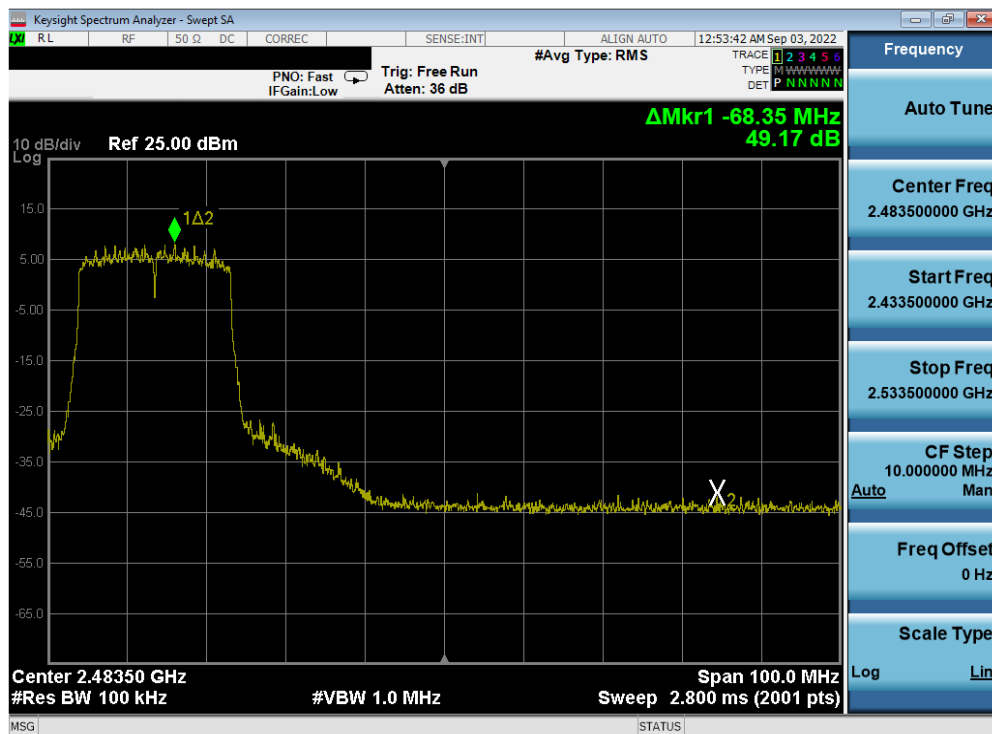 Keysight Spectrum Analyzer - Swept SA
LXI RL RF 50 Ω DC CORREC SENSE:INT ALIGN AUTO 12:53:42 AM Sep 03, 2022
PNO: Fast
IFGain:Low
Trig: Free Run
Atten: 36 dB
#Avg Type: RMS
TRACE 1 2 3 4 5 6
TYPE M WWWWW
DET P N N N N N
ΔMkr1 -68.35 MHz
49.17 dB
10 dB/div
Log
Ref 25.00 dBm
15.0
5.00
-5.00
-15.0
-25.0
-35.0
-45.0
-55.0
-65.0
1Δ2
X2
Center 2.48350 GHz
#Res BW 100 kHz
#VBW 1.0 MHz
Span 100.0 MHz
Sweep 2.800 ms (2001 pts)
MSG
STATUS
Frequency
Auto Tune
Center Freq
2.483500000 GHz
Start Freq
2.433500000 GHz
Stop Freq
2.533500000 GHz
CF Step
10.000000 MHz
Auto Man
Freq Offset
0 Hz
Scale Type
Log Lin